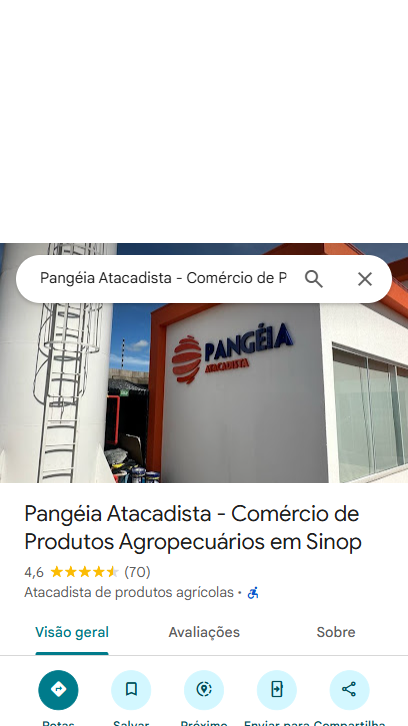 Pangéia Atacadista - Comércio de P
PANGÉIA
ATACADISTA
Pangéia Atacadista - Comércio de
Produtos Agropecuários em Sinop
4,6 (70)
Atacadista de produtos agrícolas ·
Visão geral Avaliações Sobre
Rotas Salvar Próximo Enviar para Compartilha